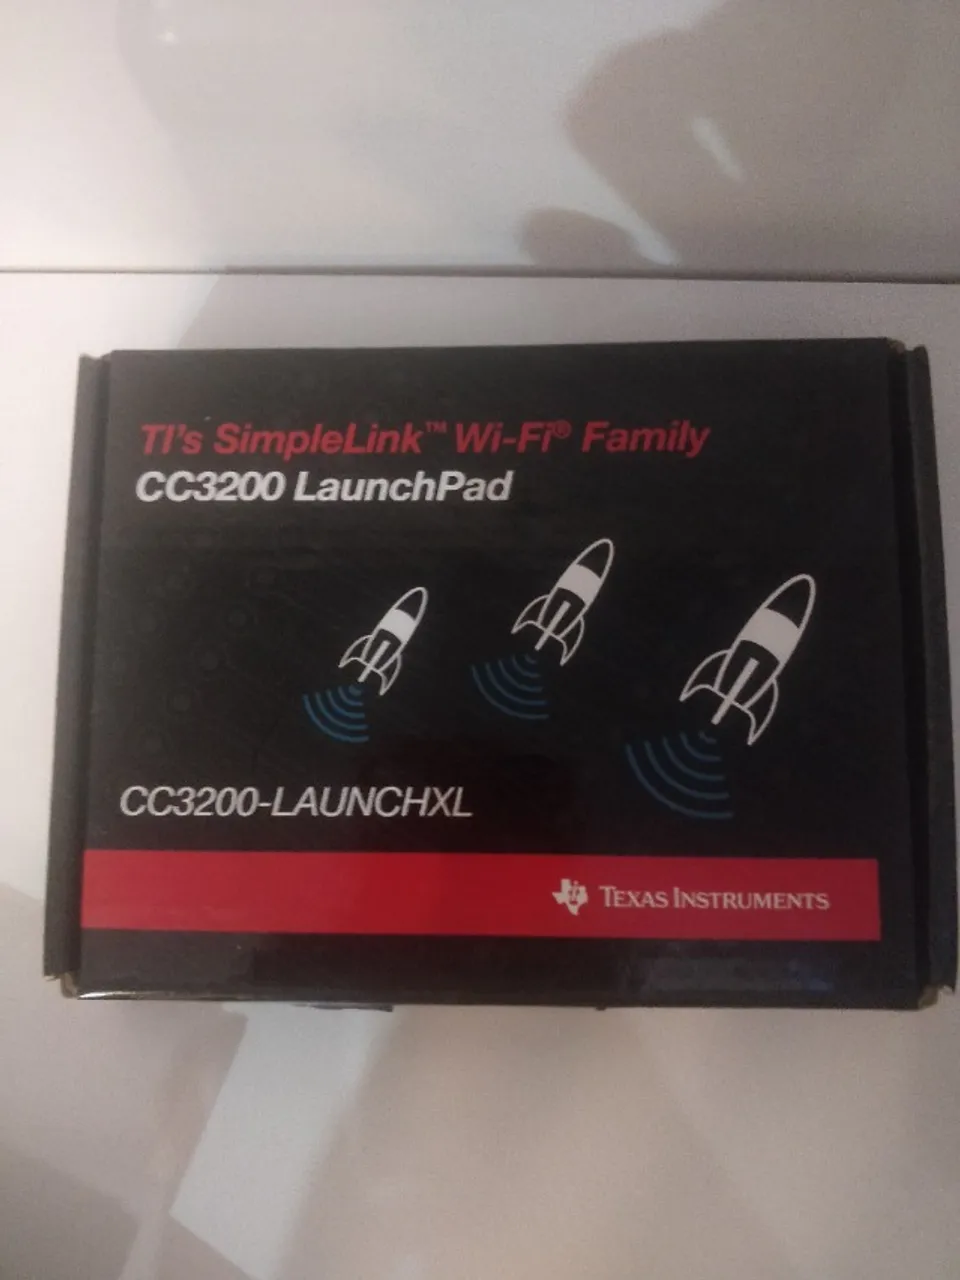 TI's SimpleLink™ Wi-Fi® Family
CC3200 LaunchPad
CC3200-LAUNCHXL
TEXAS INSTRUMENTS